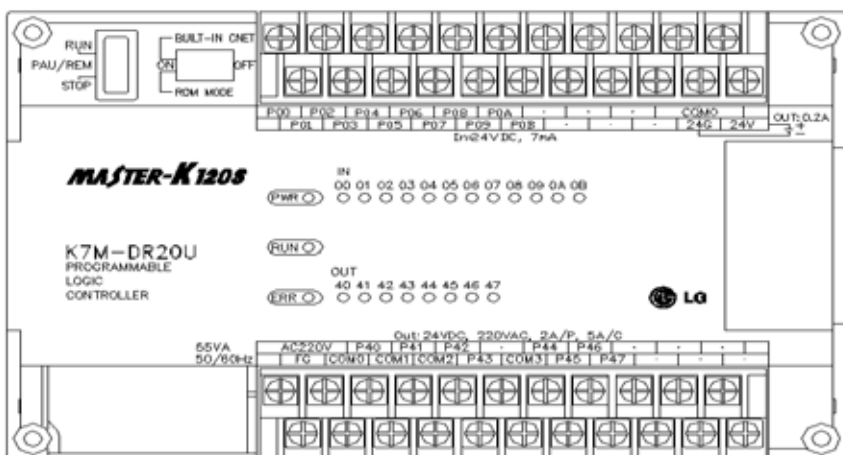 RUN
PAU/REM
STOP
BUILT-IN CNET
ON OFF
ROM MODE
P00 P02 P04 P06 P08 P0A - - - COM0
P01 P03 P05 P07 P09 P0B - - - 24G 24V
OUT:0.2A
In:24VDC, 7mA
MASTER-K120S
IN
00 01 02 03 04 05 06 07 08 09 0A 0B
PWR
K7M-DR20U
PROGRAMMABLE
LOGIC
CONTROLLER
RUN
OUT
40 41 42 43 44 45 46 47
ERR
LG
Out: 24VDC, 220VAC, 2A/P, 5A/C
55VA
50/60Hz
AC220V P40 P41 P42 - P44 P46 - - -
FG COM0 COM1 COM2 P43 COM3 P45 P47 - - -